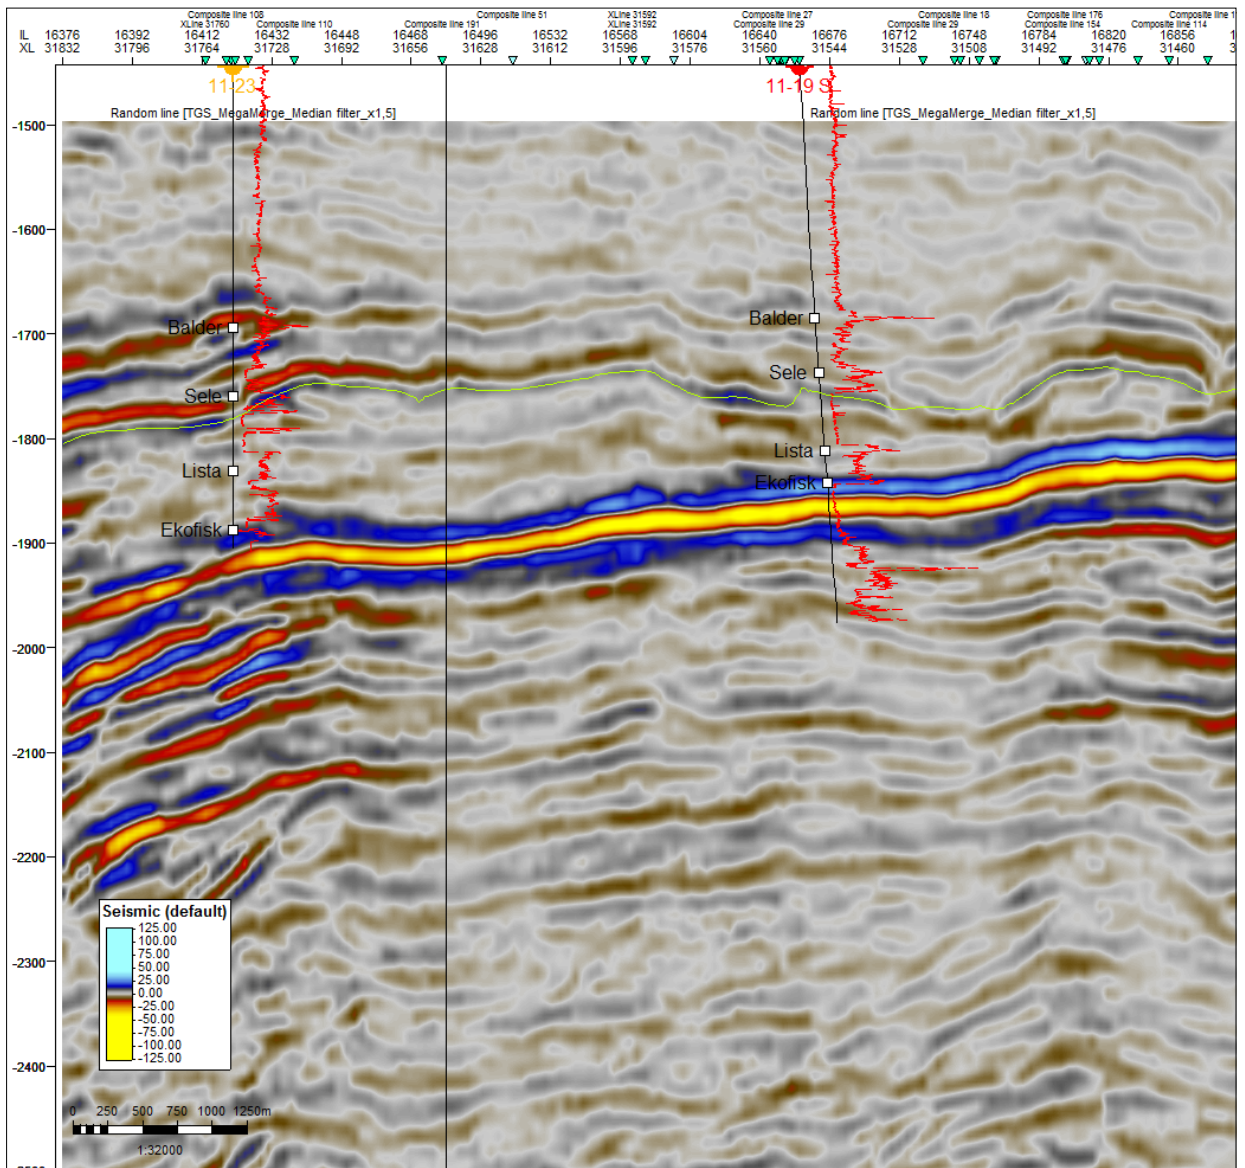 Composite line 108 Composite line 51 XLine 31592 Composite line 27 Composite line 18 Composite line 176 Composite line 1
XLine 31760 Composite line 110 Composite line 191 XLine 31592 Composite line 29 Composite line 29 Composite line 154 Composite line 114
IL 16376 16392 16412 16432 16448 16468 16496 16532 16568 16604 16640 16676 16712 16748 16784 16820 16856 1
XL 31832 31796 31764 31728 31692 31656 31628 31612 31596 31576 31560 31544 31528 31508 31492 31476 31460 1
11-23 11-19 S
Random line [TGS_MegaMerge_Median filter_x1,5] Random line [TGS_MegaMerge_Median filter_x1,5]
-1500
-1600
-1700
-1800
-1900
-2000
-2100
-2200
-2300
-2400
Balder
Sele
Lista
Ekofisk
Balder
Sele
Lista
Ekofisk
Seismic (default)
125.00
100.00
75.00
50.00
25.00
0.00
-25.00
-50.00
-75.00
-100.00
-125.00
0 250 500 750 1000 1250m
1:32000